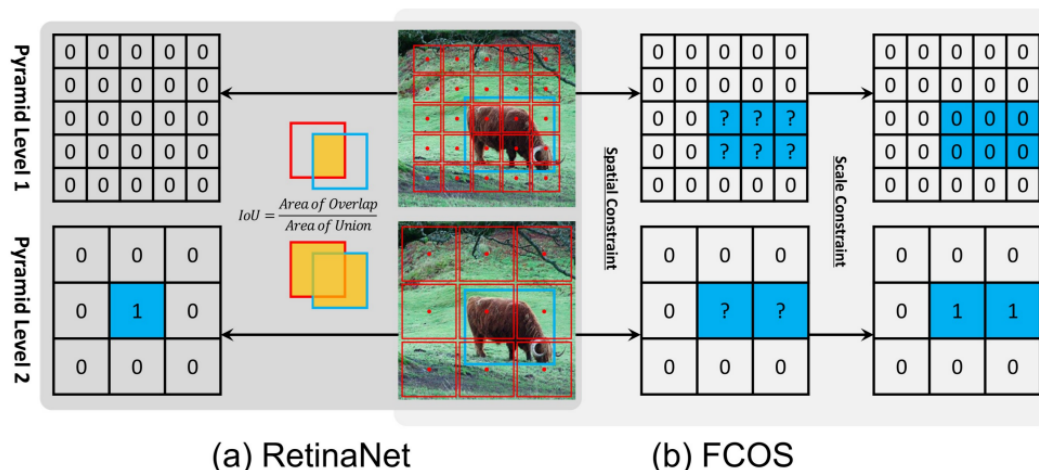 Pyramid Level 1
0 0 0 0 0
0 0 0 0 0
0 0 0 0 0
0 0 0 0 0
0 0 0 0 0
IoU = Area of Overlap
Area of Union
Spatial Constraint
0 0 0 0 0
0 0 0 0 0
0 0 ? ? ?
0 0 ? ? ?
0 0 0 0 0
Scale Constraint
0 0 0 0 0
0 0 0 0 0
0 0 0 0 0
0 0 0 0 0
0 0 0 0 0
Pyramid Level 2
0 0 0
0 1 0
0 0 0
0 0 0
0 ? ?
0 0 0
0 0 0
0 1 1
0 0 0
(a) RetinaNet
(b) FCOS